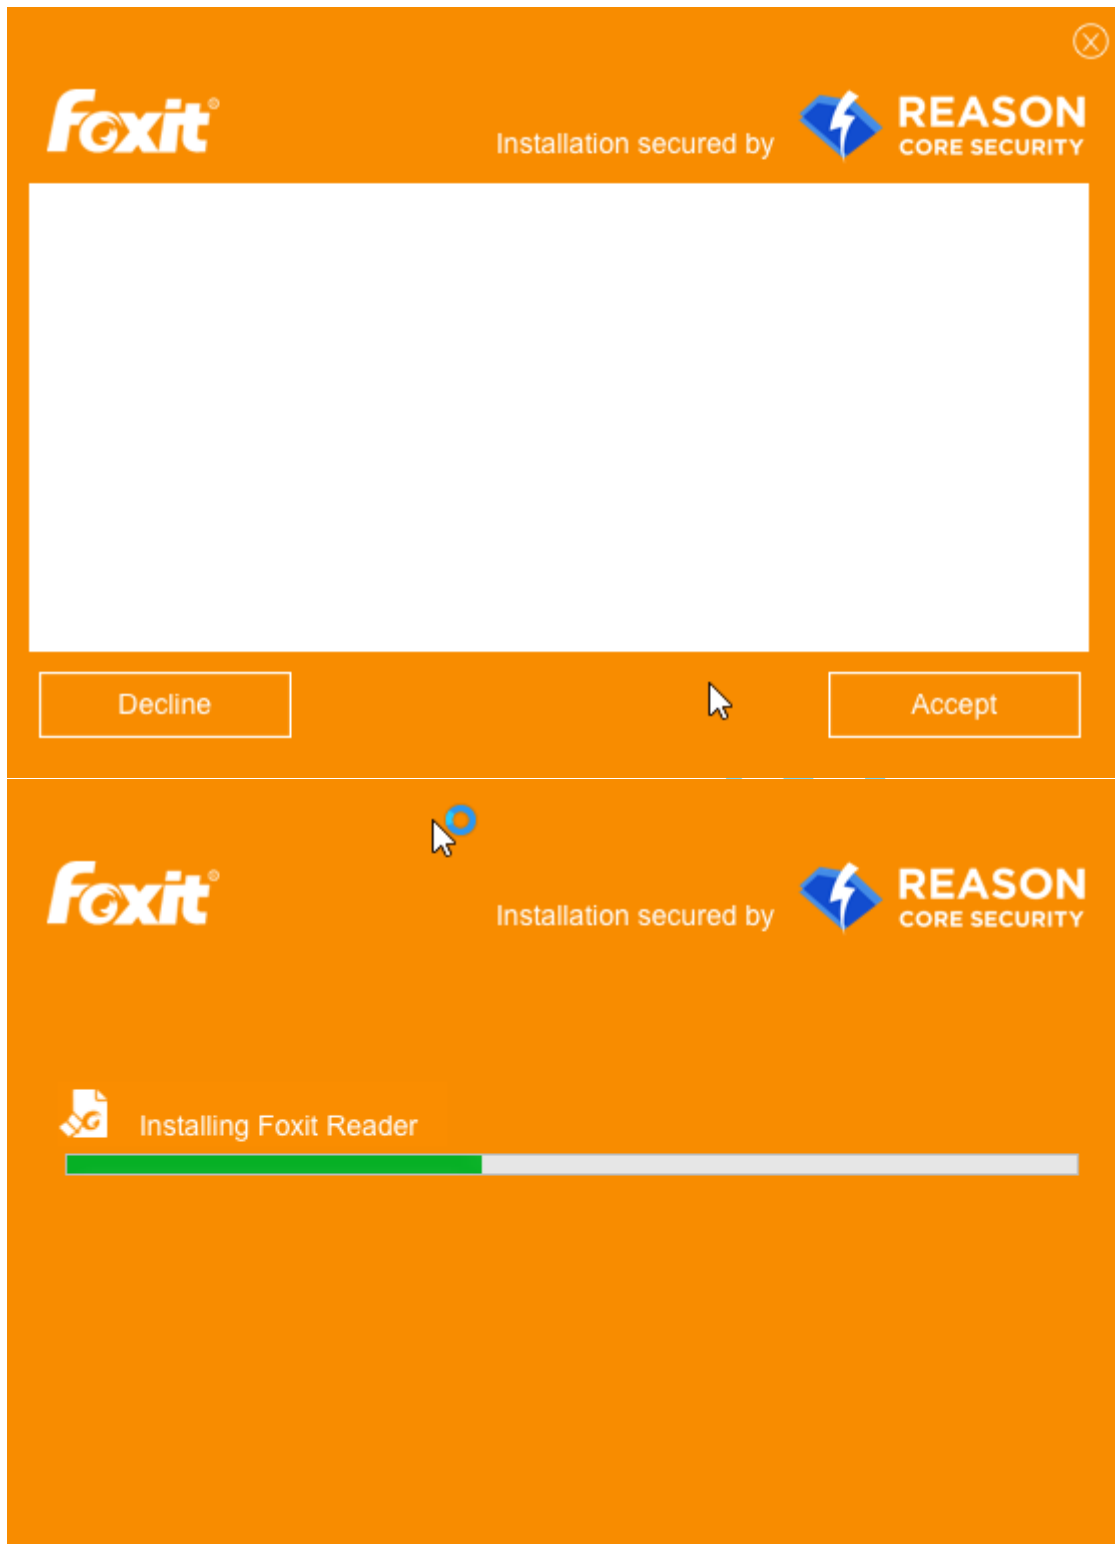 Foxit®
Installation secured by
REASON
CORE SECURITY
Decline
Accept
Foxit®
Installation secured by
REASON
CORE SECURITY
Installing Foxit Reader